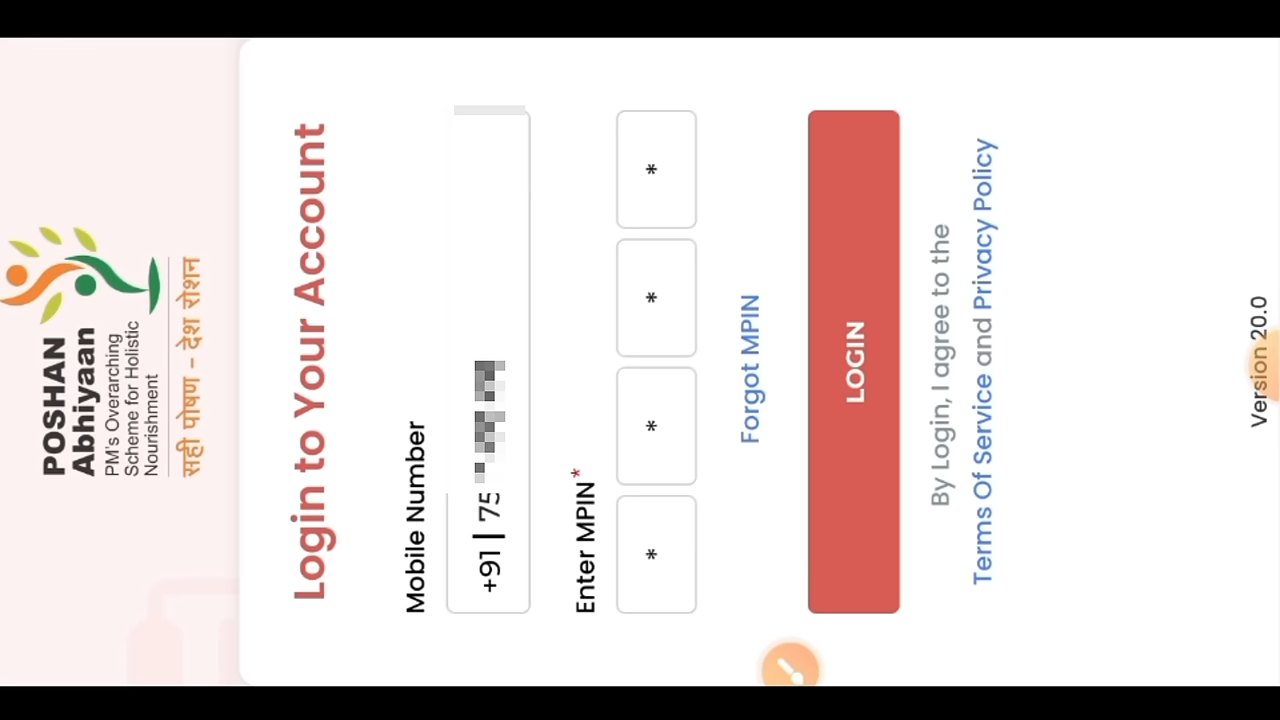 POSHAN
Abhiyaan
PM's Overarching
Scheme for Holistic
Nourishment
सही पोषण – देश रोशन
Login to Your Account
Mobile Number
+91 | 75
Enter MPIN*
* * * *
Forgot MPIN
LOGIN
By Login, I agree to the
Terms Of Service and Privacy Policy
Version 20.0